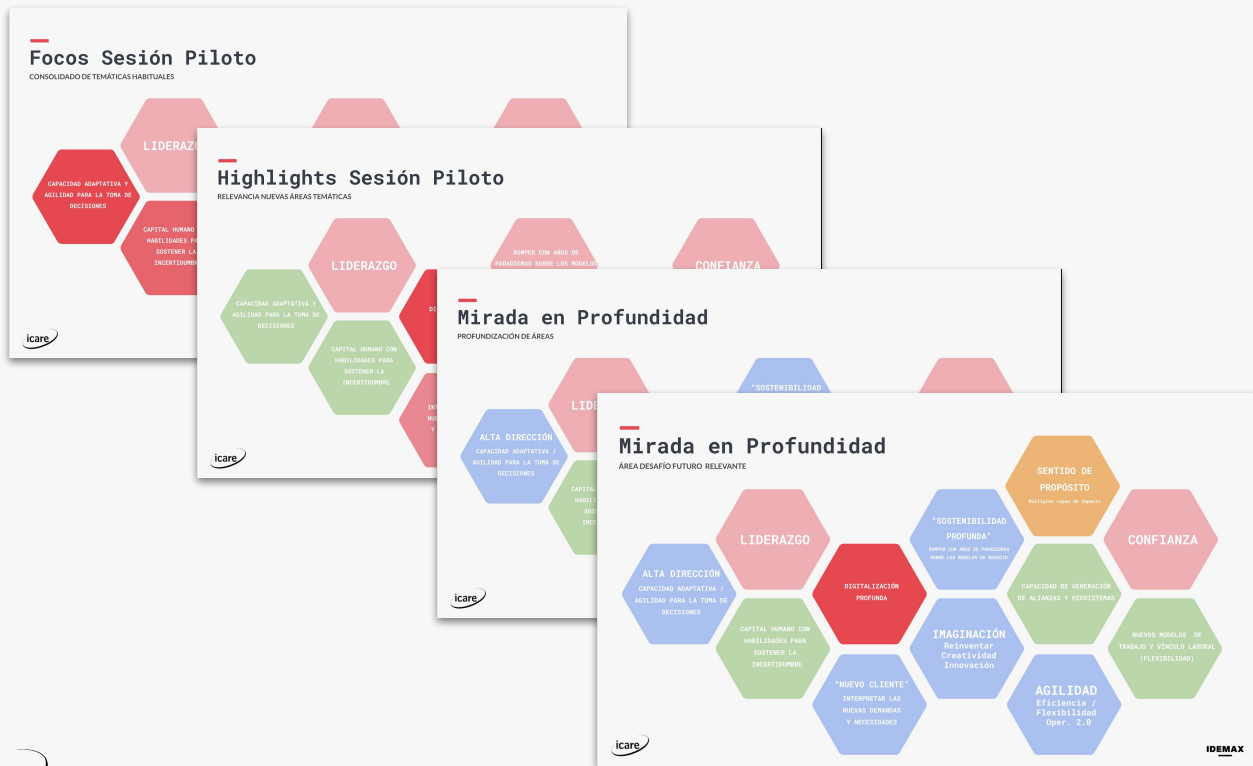 Focos Sesión Piloto
CONSOLIDADO DE TEMÁTICAS HABITUALES
CAPACIDAD ADAPTATIVA Y
AGILIDAD PARA LA TOMA DE
DECISIONES
CAPITAL HUMANO
SOSTENER LA
icare
Highlights Sesión Piloto
RELEVANCIA NUEVAS ÁREAS TEMÁTICAS
LIDERAZGO
CAPACIDAD ADAPTATIVA Y
AGILIDAD PARA LA TOMA DE
DECISIONES
CAPITAL HUMANO CON
HABILIDADES PARA
SOSTENER LA
INCERTIDUMBRE
ROMPER CON AÑOS DE
PARADIGMAS SOBRE LOS MODELOS
CONFIANZA
icare
Mirada en Profundidad
PROFUNDIZACIÓN DE ÁREAS
ALTA DIRECCIÓN
CAPACIDAD ADAPTATIVA /
AGILIDAD PARA LA TOMA DE
DECISIONES
"SOSTENIBILIDAD
icare
Mirada en Profundidad
ÁREA DESAFÍO FUTURO RELEVANTE
ALTA DIRECCIÓN
CAPACIDAD ADAPTATIVA /
AGILIDAD PARA LA TOMA DE
DECISIONES
LIDERAZGO
CAPITAL HUMANO CON
HABILIDADES PARA
SOSTENER LA
INCERTIDUMBRE
DIGITALIZACIÓN
PROFUNDA
"NUEVO CLIENTE"
INTERPRETAR LAS
NUEVAS DEMANDAS
Y NECESIDADES
"SOSTENIBILIDAD
PROFUNDA"
ROMPER CON AÑOS DE PARADIGMAS
SOBRE LOS MODELOS DE NEGOCIO
IMAGINACIÓN
Reinventar
Creatividad
Innovación
SENTIDO DE
PROPÓSITO
Múltiples capas de impacto
CAPACIDAD DE GENERACIÓN
DE ALIANZAS Y ECOSISTEMAS
AGILIDAD
Eficiencia /
Flexibilidad
Oper. 2.0
CONFIANZA
NUEVOS MODELOS DE
TRABAJO Y VÍNCULO LABORAL
(FLEXIBILIDAD)
icare
IDEMAX